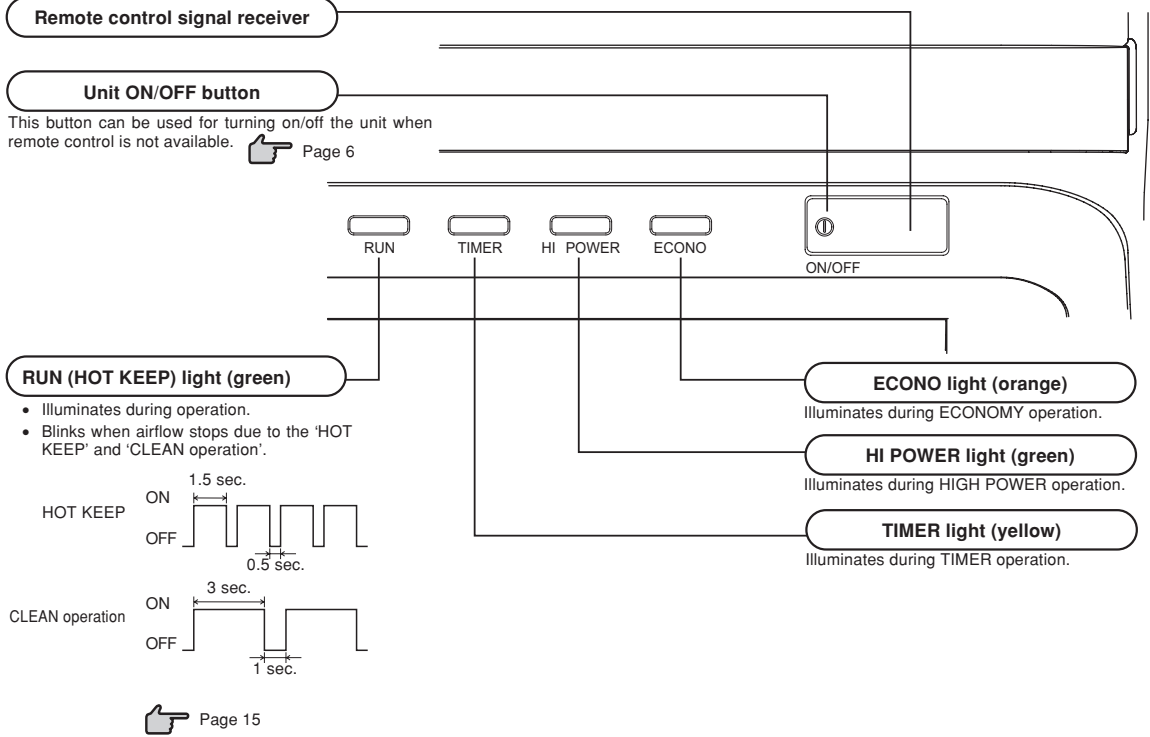 Remote control signal receiver
Unit ON/OFF button
This button can be used for turning on/off the unit when
remote control is not available.
Page 6
RUN
TIMER
HI POWER
ECONO
ON/OFF
RUN (HOT KEEP) light (green)
• Illuminates during operation.
• Blinks when airflow stops due to the ‘HOT
KEEP’ and ‘CLEAN operation’.
1.5 sec.
ON
HOT KEEP
OFF
0.5 sec.
3 sec.
ON
CLEAN operation
OFF
1 sec.
Page 15
ECONO light (orange)
Illuminates during ECONOMY operation.
HI POWER light (green)
Illuminates during HIGH POWER operation.
TIMER light (yellow)
Illuminates during TIMER operation.